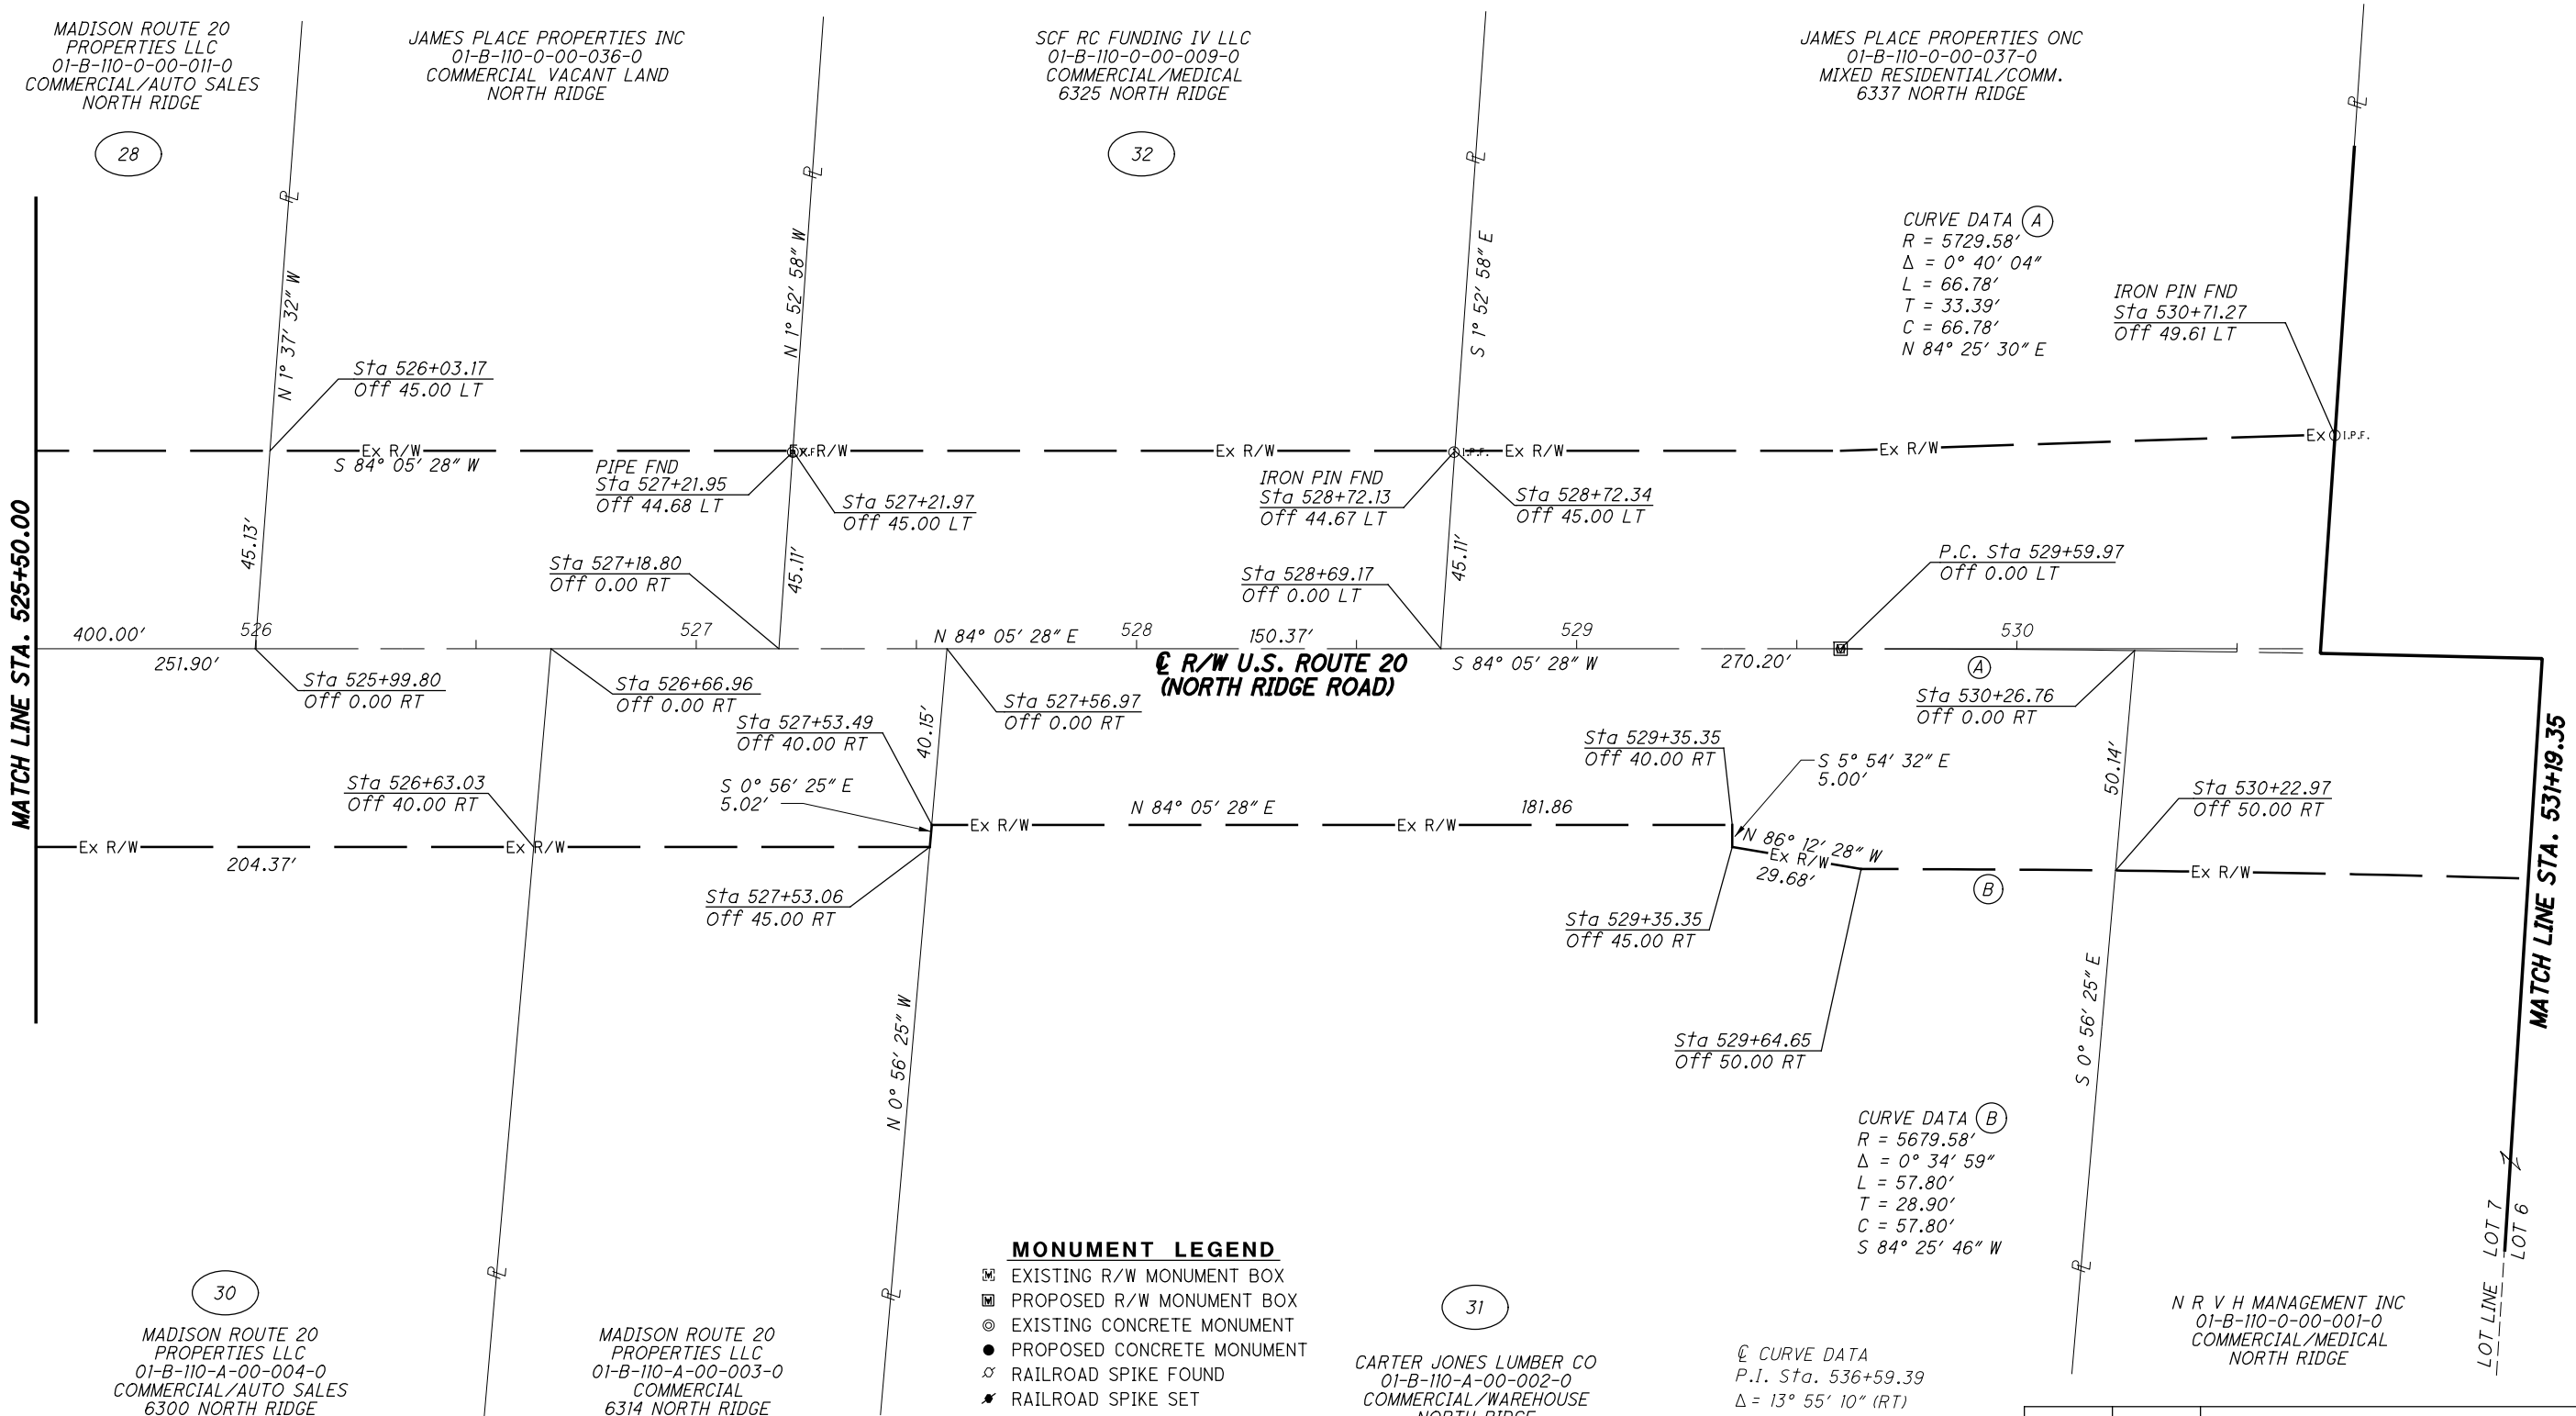 MADISON ROUTE 20
PROPERTIES LLC
01-B-110-0-00-011-0
COMMERCIAL/AUTO SALES
NORTH RIDGE
28
JAMES PLACE PROPERTIES INC
01-B-110-0-00-036-0
COMMERCIAL VACANT LAND
NORTH RIDGE
SCF RC FUNDING IV LLC
01-B-110-0-00-009-0
COMMERCIAL/MEDICAL
6325 NORTH RIDGE
32
JAMES PLACE PROPERTIES ONC
01-B-110-0-00-037-0
MIXED RESIDENTIAL/COMM.
6337 NORTH RIDGE
PL
PL
PL
PL
CURVE DATA A
R = 5729.58'
Δ = 0° 40' 04"
L = 66.78'
T = 33.39'
C = 66.78'
N 84° 25' 30" E
IRON PIN FND
Sta 530+71.27
Off 49.61 LT
N 1° 37' 32" W
N 1° 52' 58" W
S 1° 52' 58" E
Sta 526+03.17
Off 45.00 LT
Ex R/W
S 84° 05' 28" W
R/W
Ex R/W
I.P.F.
Ex R/W
Ex R/W
Ex
I.P.F.
PIPE FND
Sta 527+21.95
Off 44.68 LT
Sta 527+21.97
Off 45.00 LT
IRON PIN FND
Sta 528+72.13
Off 44.67 LT
Sta 528+72.34
Off 45.00 LT
45.13'
45.11'
45.11'
Sta 527+18.80
Off 0.00 RT
Sta 528+69.17
Off 0.00 LT
P.C. Sta 529+59.97
Off 0.00 LT
MATCH LINE STA. 525+50.00
400.00'
526
527
N 84° 05' 28" E
528
150.37'
529
530
251.90'
℄ R/W U.S. ROUTE 20
(NORTH RIDGE ROAD)
S 84° 05' 28" W
270.20'
A
Sta 525+99.80
Off 0.00 RT
Sta 526+66.96
Off 0.00 RT
Sta 527+56.97
Off 0.00 RT
Sta 530+26.76
Off 0.00 RT
Sta 527+53.49
Off 40.00 RT
40.15'
Sta 529+35.35
Off 40.00 RT
S 5° 54' 32" E
5.00'
50.14'
Sta 526+63.03
Off 40.00 RT
S 0° 56' 25" E
5.02'
Sta 530+22.97
Off 50.00 RT
Ex R/W
N 84° 05' 28" E
Ex R/W
181.86
N 86° 12' 28" W
Ex R/W
29.68'
Ex R/W
204.37'
Ex R/W
B
Ex R/W
Sta 527+53.06
Off 45.00 RT
Sta 529+35.35
Off 45.00 RT
MATCH LINE STA. 531+19.35
N 0° 56' 25" W
S 0° 56' 25" E
Sta 529+64.65
Off 50.00 RT
CURVE DATA B
R = 5679.58'
Δ = 0° 34' 59"
L = 57.80'
T = 28.90'
C = 57.80'
S 84° 25' 46" W
PL
PL
PL
LOT LINE LOT 7
LOT 6
30
MADISON ROUTE 20
PROPERTIES LLC
01-B-110-A-00-004-0
COMMERCIAL/AUTO SALES
6300 NORTH RIDGE
MADISON ROUTE 20
PROPERTIES LLC
01-B-110-A-00-003-0
COMMERCIAL
6314 NORTH RIDGE
MONUMENT LEGEND
EXISTING R/W MONUMENT BOX
PROPOSED R/W MONUMENT BOX
EXISTING CONCRETE MONUMENT
PROPOSED CONCRETE MONUMENT
RAILROAD SPIKE FOUND
RAILROAD SPIKE SET
31
CARTER JONES LUMBER CO
01-B-110-A-00-002-0
COMMERCIAL/WAREHOUSE
NORTH RIDGE
℄ CURVE DATA
P.I. Sta. 536+59.39
Δ = 13° 55' 10" (RT)
N R V H MANAGEMENT INC
01-B-110-0-00-001-0
COMMERCIAL/MEDICAL
NORTH RIDGE